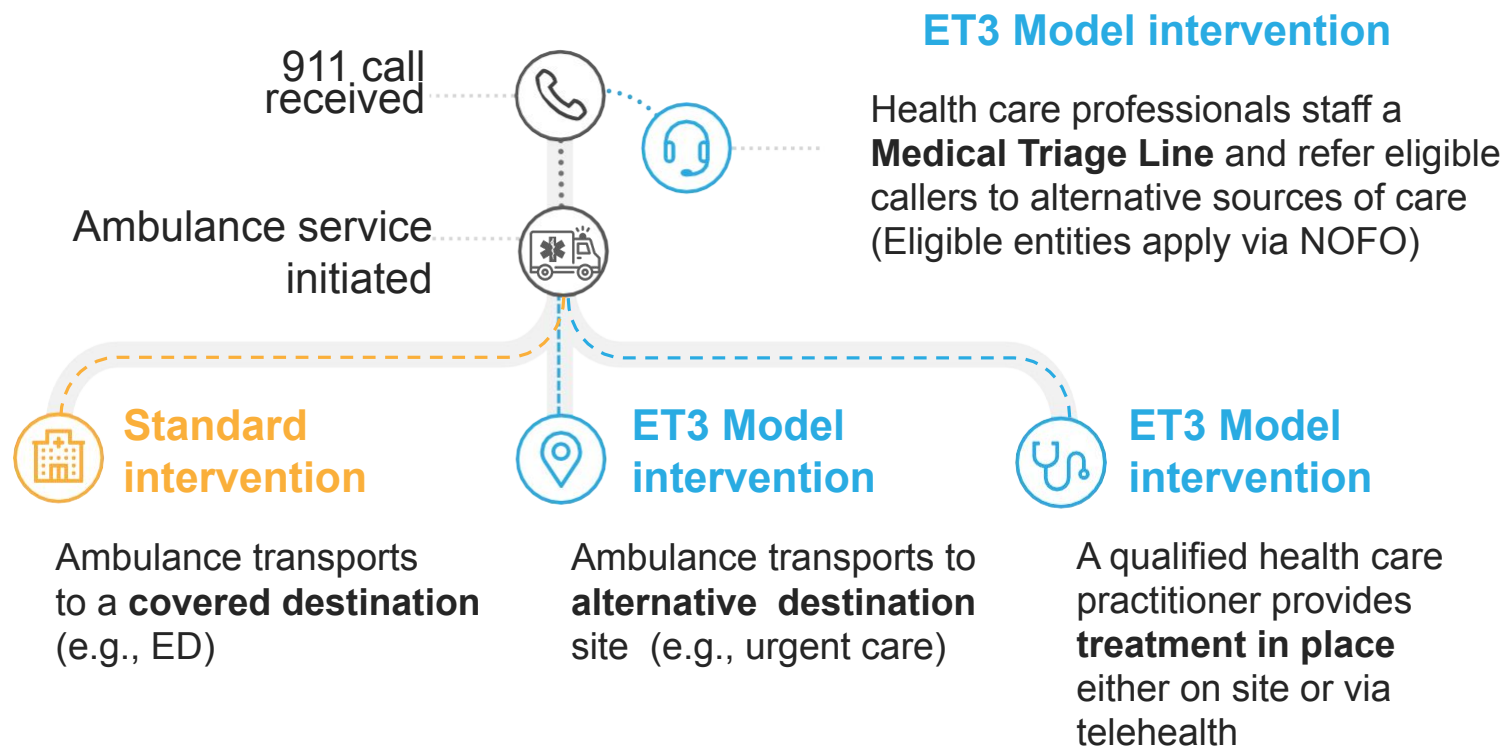 911 call
received
ET3 Model intervention
Health care professionals staff a
Medical Triage Line and refer eligible
callers to alternative sources of care
(Eligible entities apply via NOFO)
Ambulance service
initiated
Standard
intervention
Ambulance transports
to a covered destination
(e.g., ED)
ET3 Model
intervention
Ambulance transports to
alternative destination
site (e.g., urgent care)
ET3 Model
intervention
A qualified health care
practitioner provides
treatment in place
either on site or via
telehealth